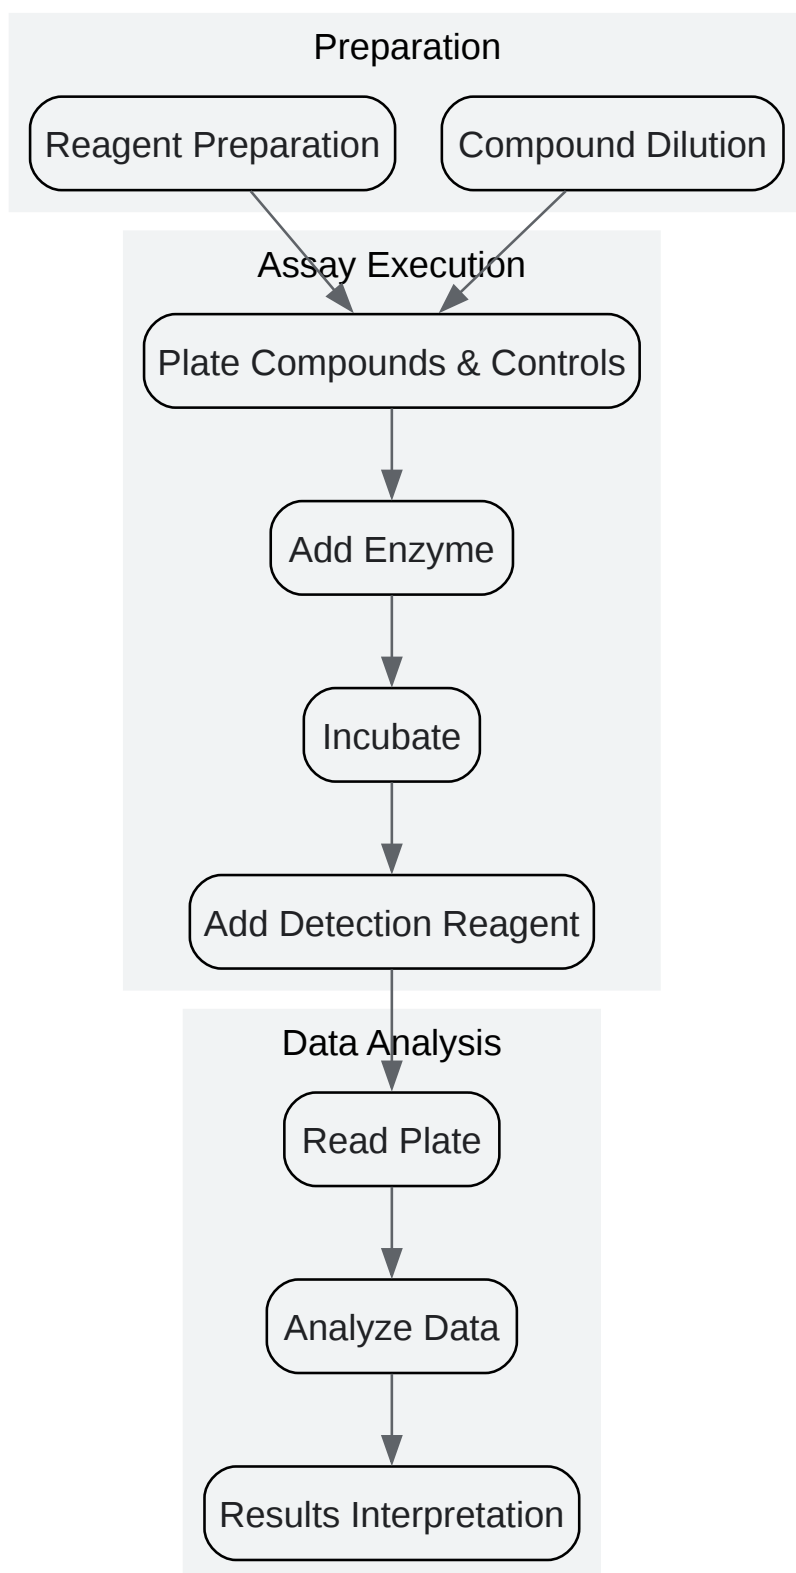 Preparation
Reagent Preparation
Compound Dilution
Assay Execution
Plate Compounds & Controls
Add Enzyme
Incubate
Add Detection Reagent
Data Analysis
Read Plate
Analyze Data
Results Interpretation